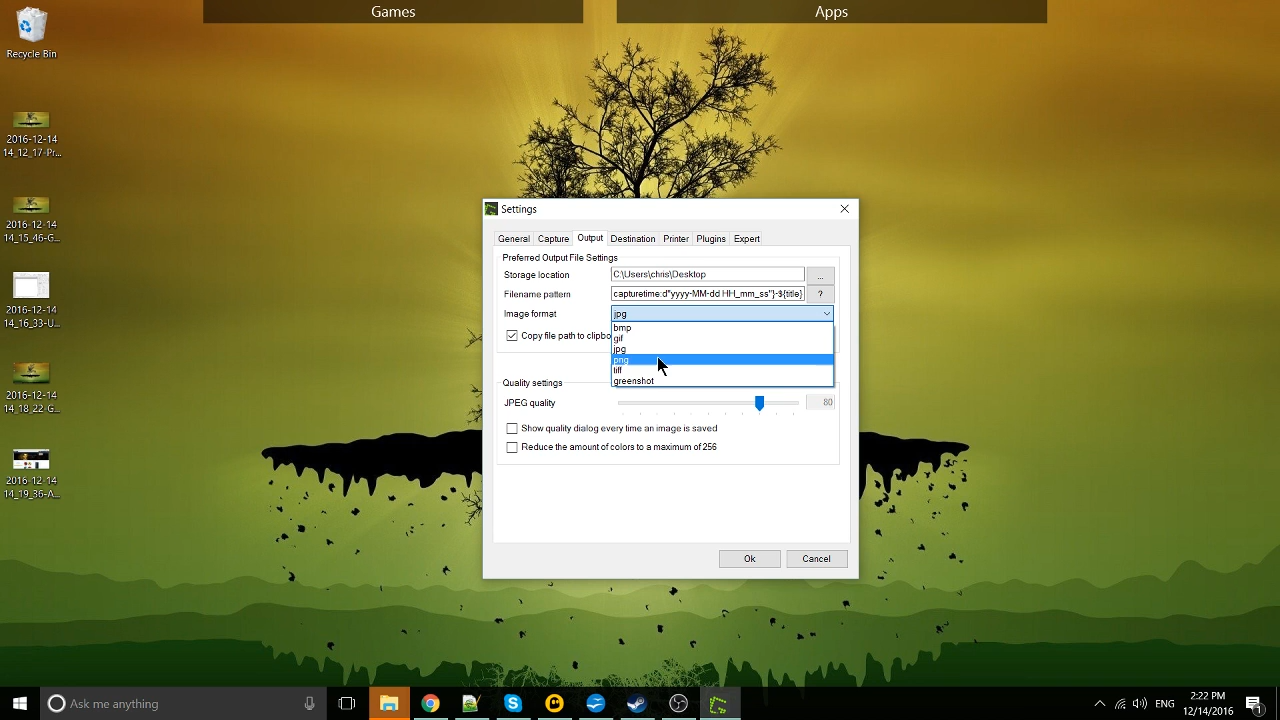 Games
Apps
Recycle Bin
2016-12-14
14_12_17-Pr...
2016-12-14
14_15_46-G...
2016-12-14
14_16_33-U...
2016-12-14
14_18_22-G...
2016-12-14
14_19_36-A...
Settings
General Capture Output Destination Printer Plugins Expert
Preferred Output File Settings
Storage location C:\Users\chris\Desktop ...
Filename pattern capturetime:d"yyyy-MM-dd HH_mm_ss"}-${title} ?
Image format jpg
bmp
gif
jpg
png
tiff
greenshot
Copy file path to clipbo
Quality settings
JPEG quality 80
Show quality dialog every time an image is saved
Reduce the amount of colors to a maximum of 256
Ok Cancel
Ask me anything
ENG
2:22 PM
12/14/2016
1